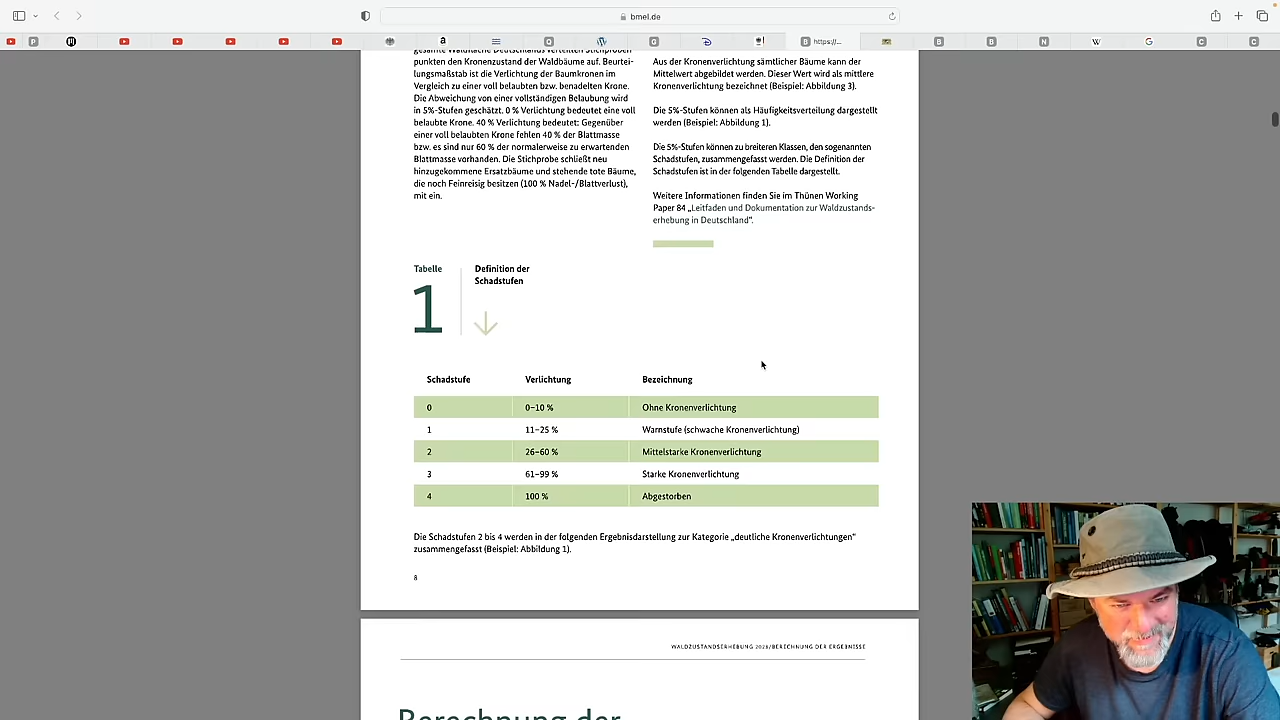 bmel.de
https://...
gesamte Waldfläche Deutschlands verteilten Stichproben-
punkten den Kronenzustand der Waldbäume auf. Beurtei-
lungsmaßstab ist die Verlichtung der Baumkronen im
Vergleich zu einer voll belaubten bzw. benadelten Krone.
Die Abweichung von einer vollständigen Belaubung wird
in 5%-Stufen geschätzt. 0 % Verlichtung bedeutet eine voll
belaubte Krone. 40 % Verlichtung bedeutet: Gegenüber
einer voll belaubten Krone fehlen 40 % der Blattmasse
bzw. es sind nur 60 % der normalerweise zu erwartenden
Blattmasse vorhanden. Die Stichprobe schließt neu
hinzugekommene Ersatzbäume und stehende tote Bäume,
die noch Feinreisig besitzen (100 % Nadel-/Blattverlust),
mit ein.
Aus der Kronenverlichtung sämtlicher Bäume kann der
Mittelwert abgebildet werden. Dieser Wert wird als mittlere
Kronenverlichtung bezeichnet (Beispiel: Abbildung 3).
Die 5%-Stufen können als Häufigkeitsverteilung dargestellt
werden (Beispiel: Abbildung 1).
Die 5%-Stufen können zu breiteren Klassen, den sogenannten
Schadstufen, zusammengefasst werden. Die Definition der
Schadstufen ist in der folgenden Tabelle dargestellt.
Weitere Informationen finden Sie im Thünen Working
Paper 84 „Leitfaden und Dokumentation zur Waldzustands-
erhebung in Deutschland“.
Tabelle
1
Definition der
Schadstufen
Schadstufe Verlichtung Bezeichnung
0 0–10 % Ohne Kronenverlichtung
1 11–25 % Warnstufe (schwache Kronenverlichtung)
2 26–60 % Mittelstarke Kronenverlichtung
3 61–99 % Starke Kronenverlichtung
4 100 % Abgestorben
Die Schadstufen 2 bis 4 werden in der folgenden Ergebnisdarstellung zur Kategorie „deutliche Kronenverlichtungen“
zusammengefasst (Beispiel: Abbildung 1).
8
WALDZUSTANDSERHEBUNG 2023/BERECHNUNG DER ERGEBNISSE
Berechnung der